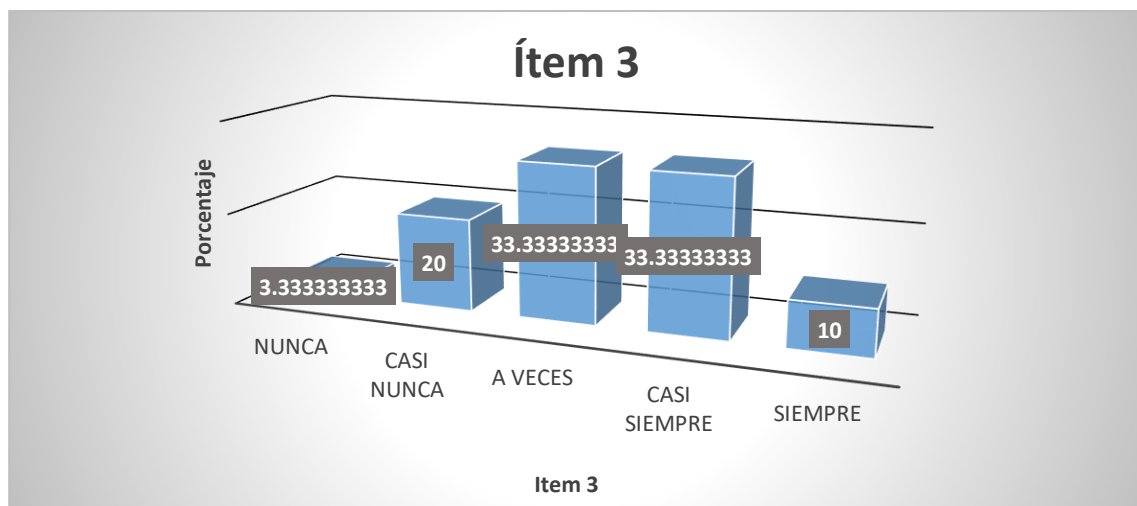 Ítem 3
Porcentaje
3.333333333
20
33.33333333
33.33333333
10
NUNCA
CASI
NUNCA
A VECES
CASI
SIEMPRE
SIEMPRE
Item 3